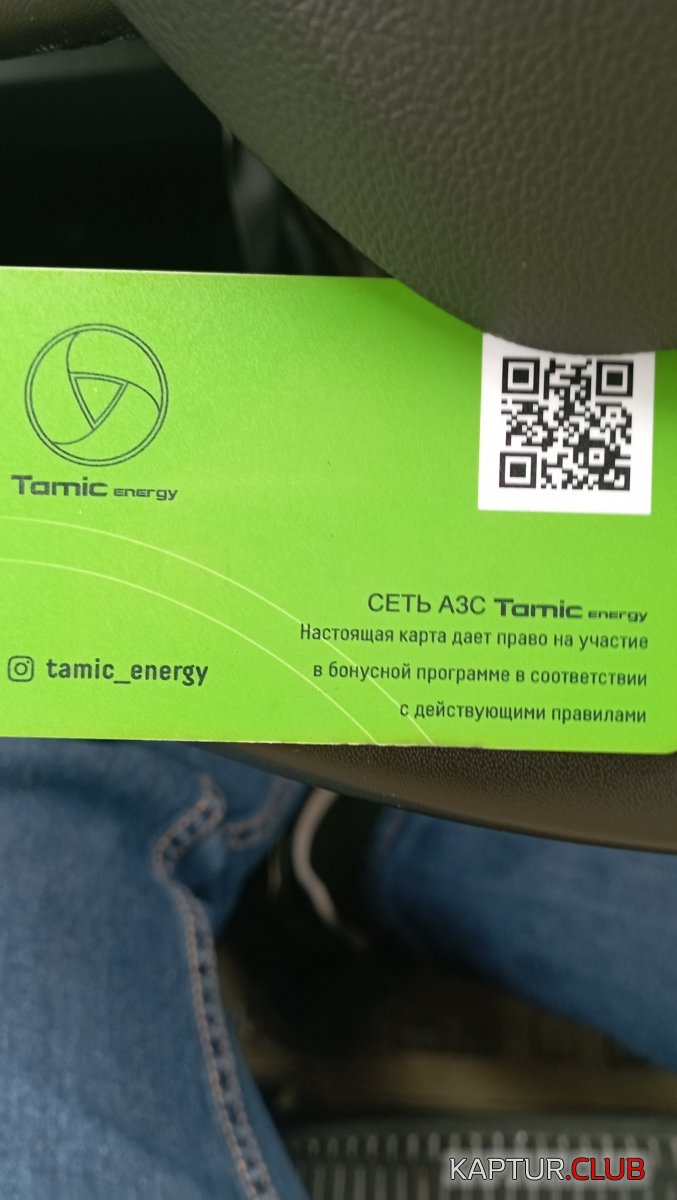 Tamic energy
СЕТЬ АЗС Tamic energy
Настоящая карта дает право на участие
в бонусной программе в соответствии
с действующими правилами
tamic_energy
KAPTUR.CLUB